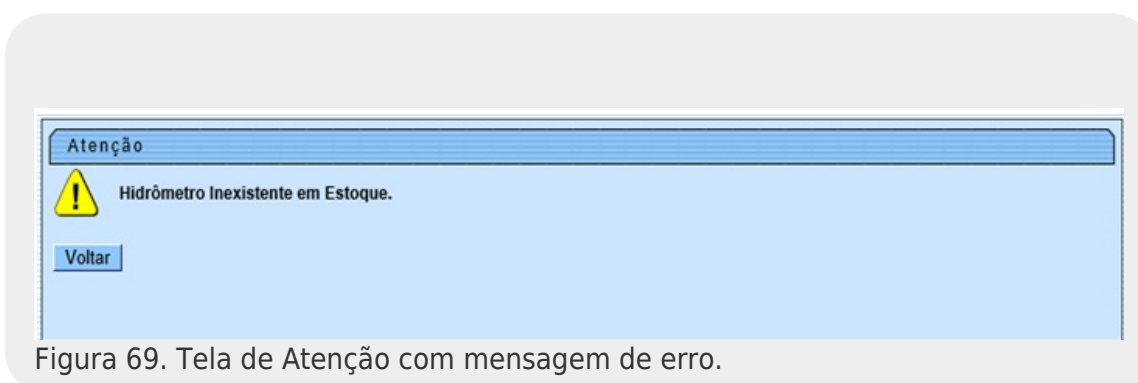 Atenção
Hidrômetro Inexistente em Estoque.
Voltar
Figura 69. Tela de Atenção com mensagem de erro.